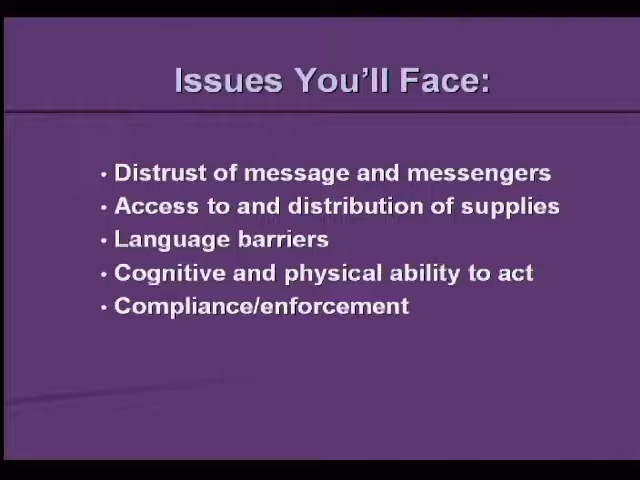 Issues You'll Face:
• Distrust of message and messengers
• Access to and distribution of supplies
• Language barriers
• Cognitive and physical ability to act
• Compliance/enforcement